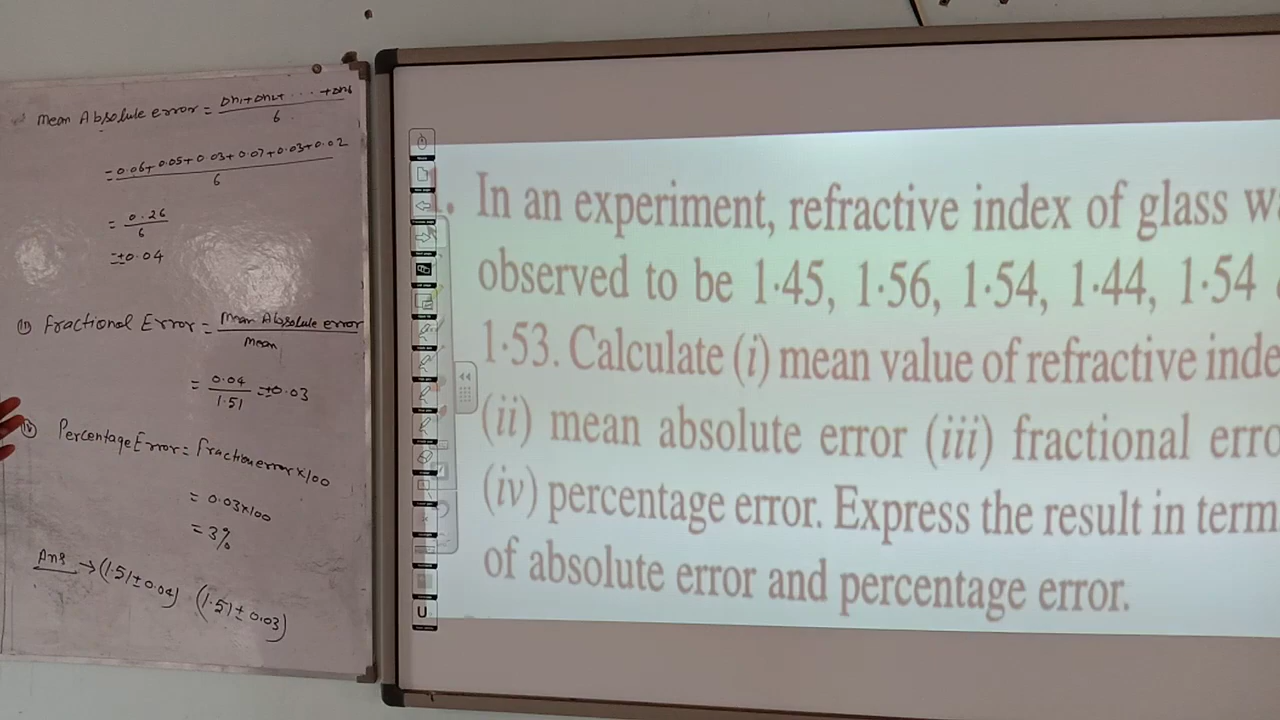 Mean Absolute error = Δn1+Δn2+ ... +Δn6
6
= 0.06+0.05+0.03+0.07+0.03+0.02
6
= 0.26
6
= ±0.04
Fractional Error = Mean Absolute error
Mean
= 0.04
1.51
= ±0.03
Percentage Error = Fraction error × 100
= 0.03×100
= 3%
Ans → (1.51 ± 0.04) (1.51 ± 0.03)
1. In an experiment, refractive index of glass w
observed to be 1·45, 1·56, 1·54, 1·44, 1·54
1·53. Calculate (i) mean value of refractive inde
(ii) mean absolute error (iii) fractional erro
(iv) percentage error. Express the result in term
of absolute error and percentage error.
U